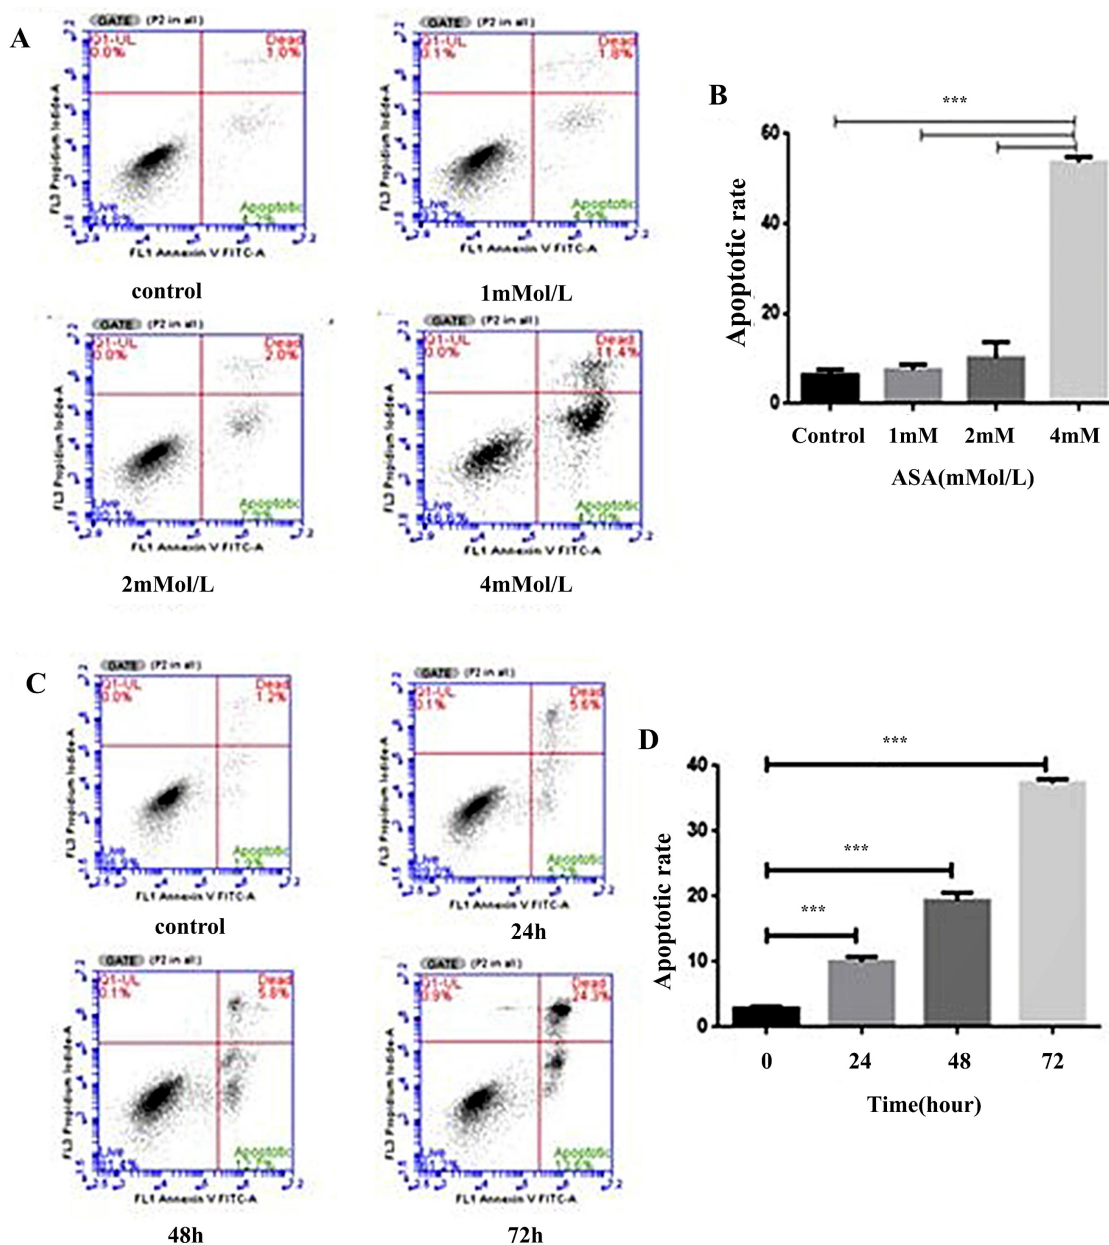 A
GATE (P2 in all)
Q1-UL
0.0%
Dead
1.0%
Live
Apoptotic
FL3 Propidium Iodide-A
FL1 Annexin V FITC-A
control
GATE (P2 in all)
Q1-UL
0.1%
Dead
1.8%
Live
Apoptotic
4.9%
FL3 Propidium Iodide-A
FL1 Annexin V FITC-A
1mMol/L
GATE (P2 in all)
Q1-UL
0.0%
Dead
2.0%
Live
Apoptotic
FL3 Propidium Iodide-A
FL1 Annexin V FITC-A
2mMol/L
GATE (P2 in all)
Q1-UL
0.0%
Dead
11.4%
Live
Apoptotic
FL3 Propidium Iodide-A
FL1 Annexin V FITC-A
4mMol/L
B
***
60
40
20
0
Apoptotic rate
Control 1mM 2mM 4mM
ASA(mMol/L)
C
GATE (P2 in all)
Q1-UL
0.0%
Dead
1.2%
Live
Apoptotic
FL3 Propidium Iodide-A
FL1 Annexin V FITC-A
control
GATE (P2 in all)
Q1-UL
0.1%
Dead
5.6%
Live
Apoptotic
FL3 Propidium Iodide-A
FL1 Annexin V FITC-A
24h
GATE (P2 in all)
Q1-UL
0.1%
Dead
5.8%
Live
Apoptotic
FL3 Propidium Iodide-A
FL1 Annexin V FITC-A
48h
GATE (P2 in all)
Q1-UL
0.9%
Dead
24.3%
Live
Apoptotic
FL3 Propidium Iodide-A
FL1 Annexin V FITC-A
72h
D
***
***
***
40
30
20
10
0
Apoptotic rate
0 24 48 72
Time(hour)